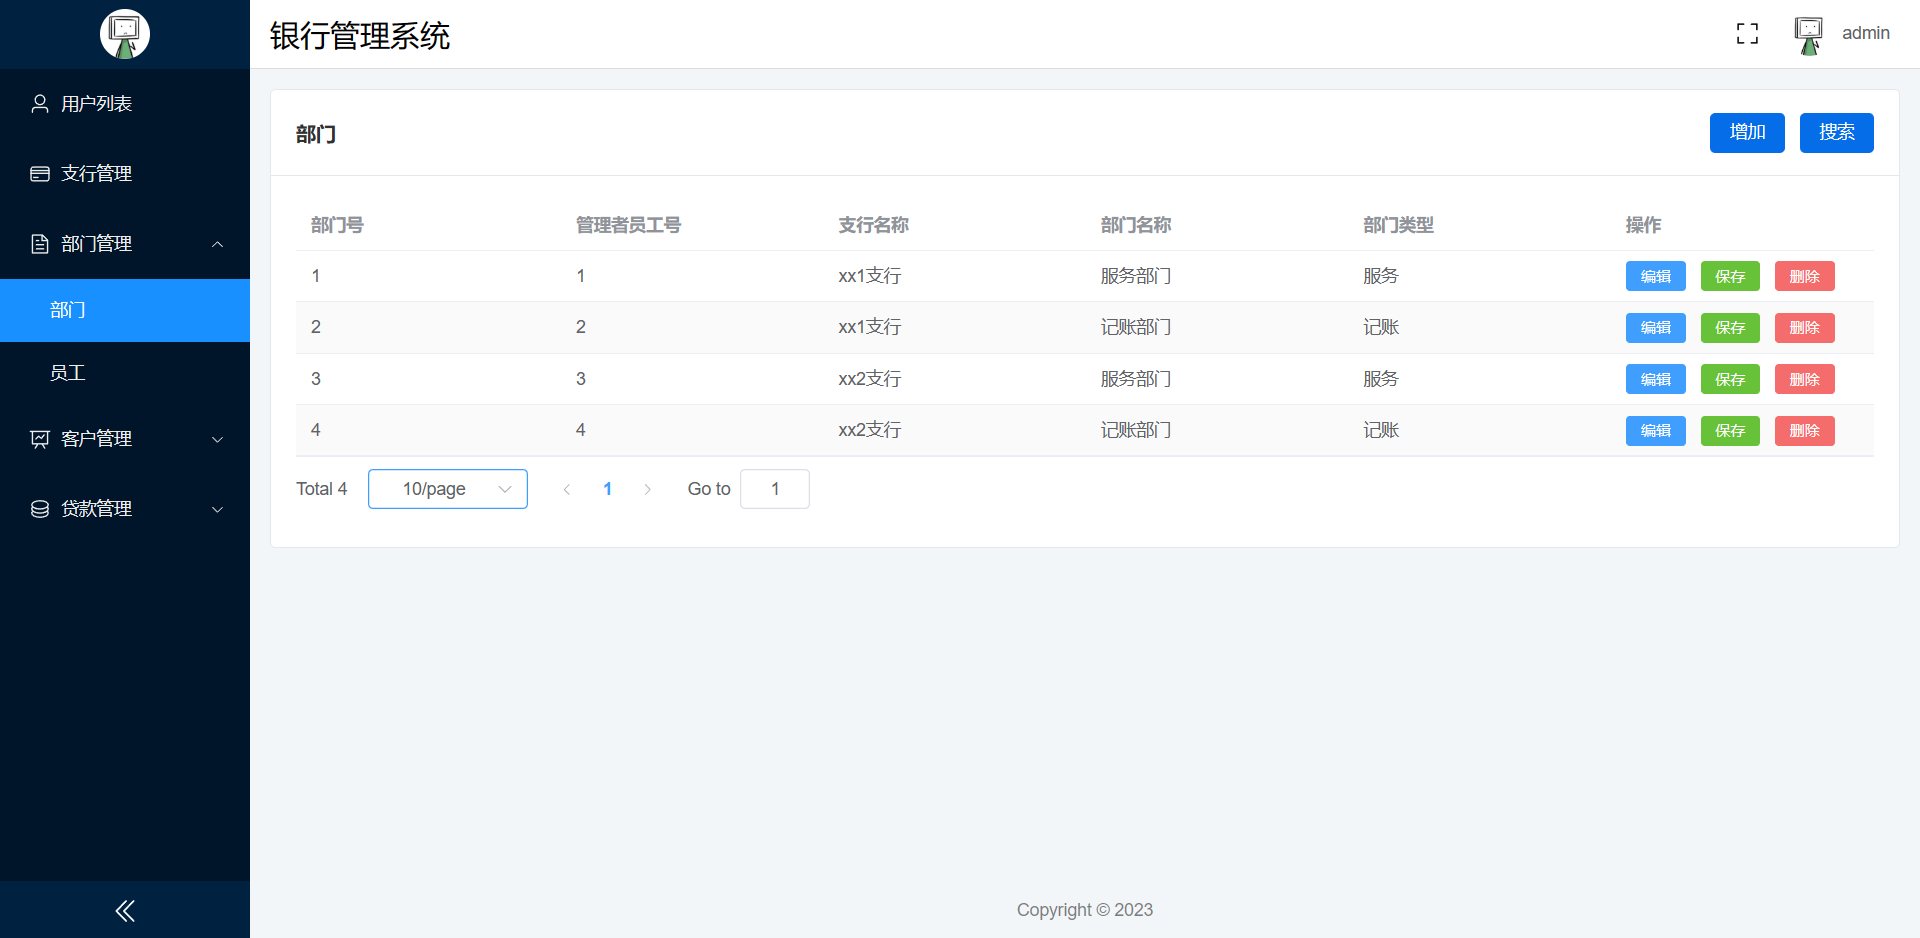 银行管理系统
admin
用户列表
支行管理
部门管理
部门
员工
客户管理
贷款管理
部门
增加 搜索
部门号 管理者员工号 支行名称 部门名称 部门类型 操作
1 1 xx1支行 服务部门 服务 编辑 保存 删除
2 2 xx1支行 记账部门 记账 编辑 保存 删除
3 3 xx2支行 服务部门 服务 编辑 保存 删除
4 4 xx2支行 记账部门 记账 编辑 保存 删除
Total 4 10/page 1 Go to 1
Copyright © 2023